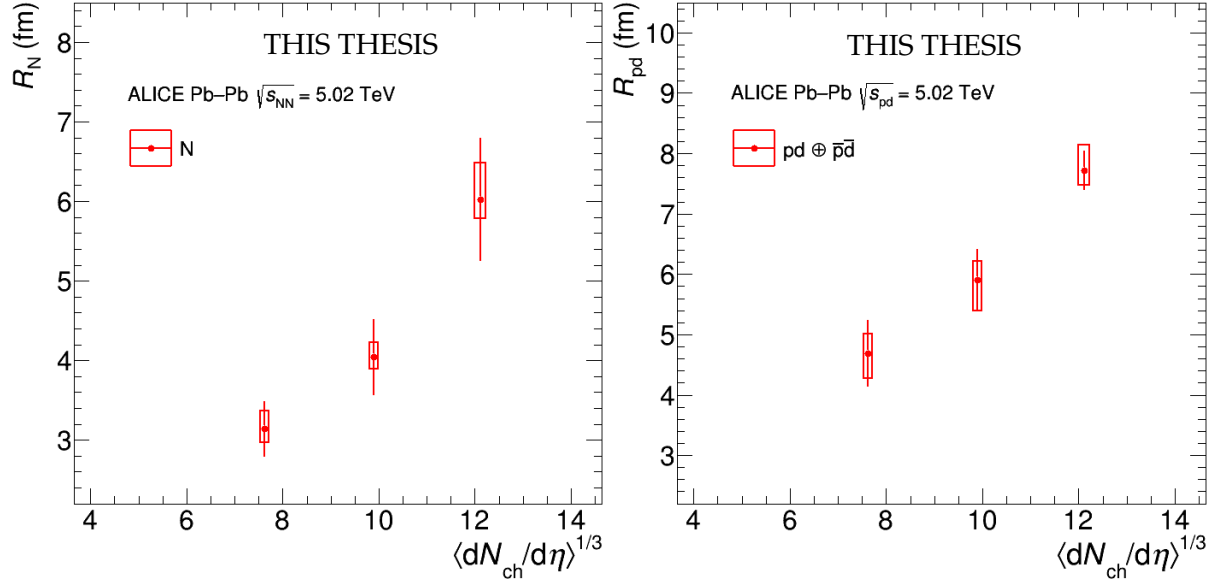 R_N (fm)
THIS THESIS
ALICE Pb–Pb √s_NN = 5.02 TeV
N
8
7
6
5
4
3
4 6 8 10 12 14
⟨dN_ch/dη⟩^1/3
R_pd (fm)
THIS THESIS
ALICE Pb–Pb √s_pd = 5.02 TeV
pd ⊕ p̅d̅
10
9
8
7
6
5
4
3
4 6 8 10 12 14
⟨dN_ch/dη⟩^1/3